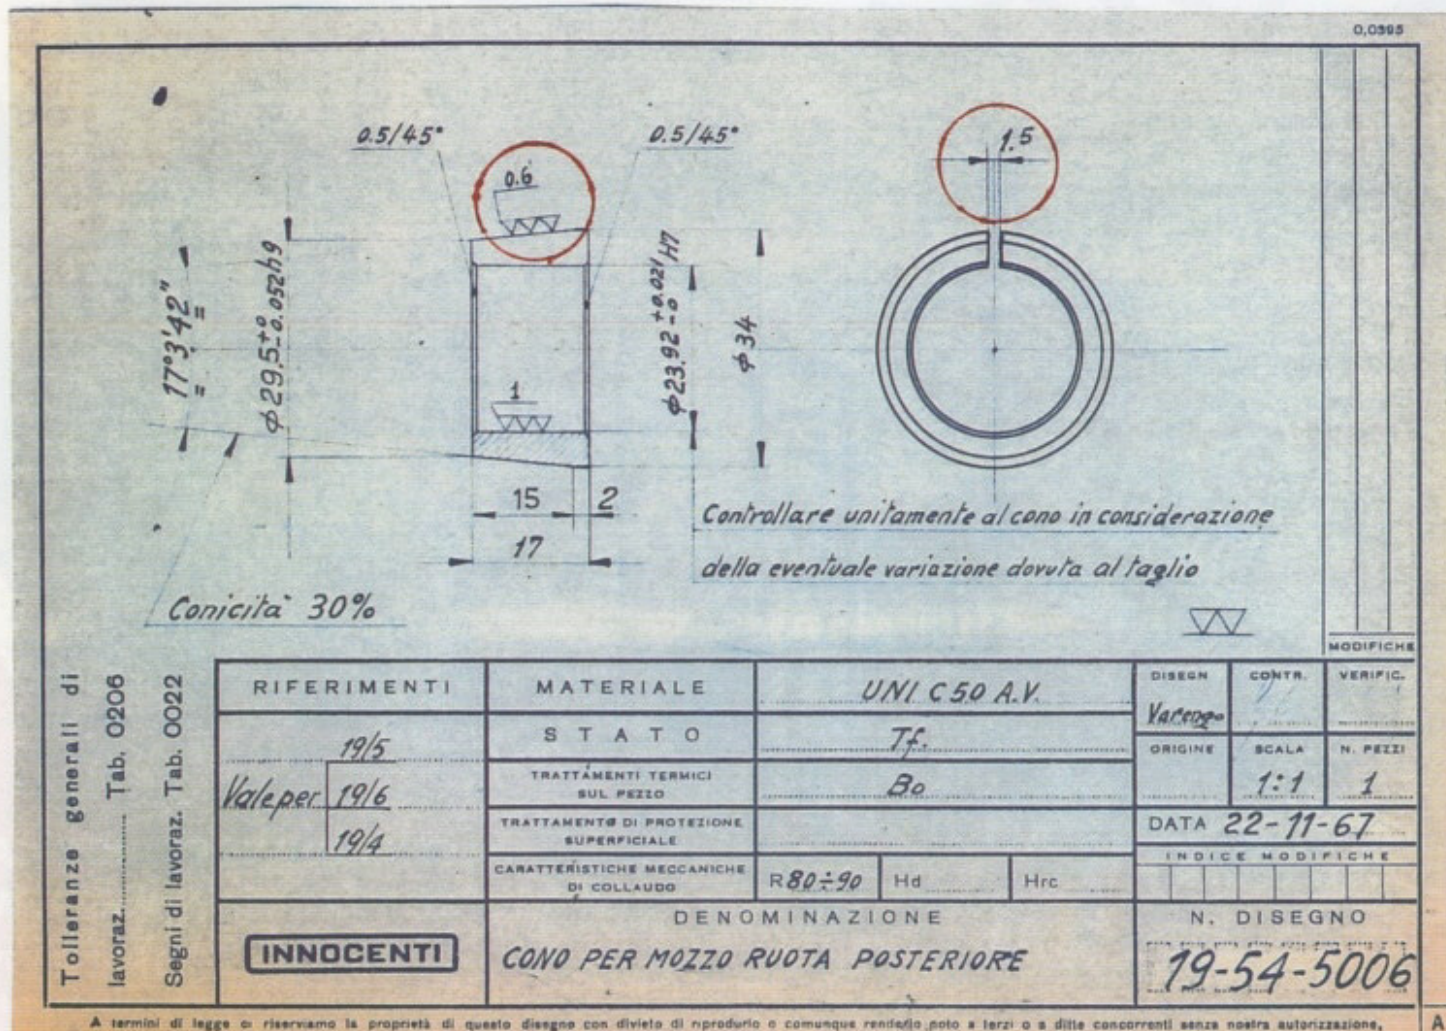 0,0395
0.5/45°
0.5/45°
1.5
0.6
17°3'42"
φ29,5 +0 -0.052 h9
φ23,92 +0.021 -0 H7
φ34
1
15
2
17
Controllare unitamente al cono in considerazione
della eventuale variazione dovuta al taglio
Conicità 30%
MODIFICHE
Tolleranze generali di
lavoraz. Tab. 0206
Segni di lavoraz. Tab. 0022
RIFERIMENTI
Vale per
19/5
19/6
19/4
MATERIALE
UNI C50 A.V.
STATO
Tf.
TRATTAMENTI TERMICI
SUL PEZZO
Bo
TRATTAMENTO DI PROTEZIONE
SUPERFICIALE
CARATTERISTICHE MECCANICHE
DI COLLAUDO
R 80÷90
Hd
Hrc
DISEGN
Varengo
CONTR.
VERIFIC.
ORIGINE
SCALA
1:1
N. PEZZI
1
DATA 22-11-67
INDICE MODIFICHE
INNOCENTI
DENOMINAZIONE
CONO PER MOZZO RUOTA POSTERIORE
N. DISEGNO
19-54-5006
A termini di legge ci riserviamo la proprietà di questo disegno con divieto di riprodurlo o comunque renderlo noto a terzi o a ditte concorrenti senza nostra autorizzazione.
A